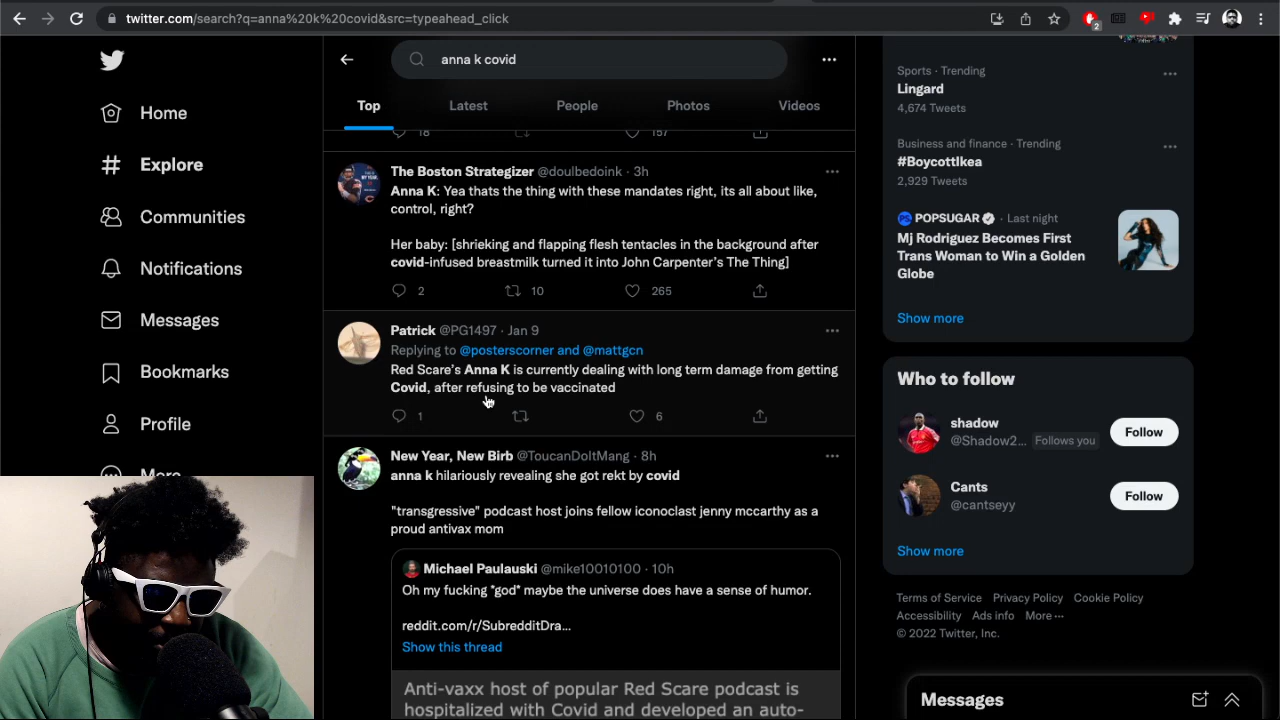 twitter.com/search?q=anna%20k%20covid&src=typeahead_click
2
Home
Explore
Communities
Notifications
Messages
Bookmarks
Profile
More
anna k covid
Top
Latest
People
Photos
Videos
18
157
The Boston Strategizer @doulbedoink · 3h
Anna K: Yea thats the thing with these mandates right, its all about like,
control, right?
Her baby: [shrieking and flapping flesh tentacles in the background after
covid-infused breastmilk turned it into John Carpenter's The Thing]
2
10
265
Patrick @PG1497 · Jan 9
Replying to @posterscorner and @mattgcn
Red Scare's Anna K is currently dealing with long term damage from getting
Covid, after refusing to be vaccinated
1
6
New Year, New Birb @ToucanDoItMang · 8h
anna k hilariously revealing she got rekt by covid
"transgressive" podcast host joins fellow iconoclast jenny mccarthy as a
proud antivax mom
Michael Paulauski @mike10010100 · 10h
Oh my fucking *god* maybe the universe does have a sense of humor.
reddit.com/r/SubredditDra...
Show this thread
Anti-vaxx host of popular Red Scare podcast is
hospitalized with Covid and developed an auto-
Sports · Trending
Lingard
4,674 Tweets
Business and finance · Trending
#BoycottIkea
2,929 Tweets
POPSUGAR · Last night
Mj Rodriguez Becomes First
Trans Woman to Win a Golden
Globe
Show more
Who to follow
shadow
@Shadow2... Follows you
Follow
Cants
@cantseyy
Follow
Show more
Terms of Service Privacy Policy Cookie Policy
Accessibility Ads info More ···
© 2022 Twitter, Inc.
Messages